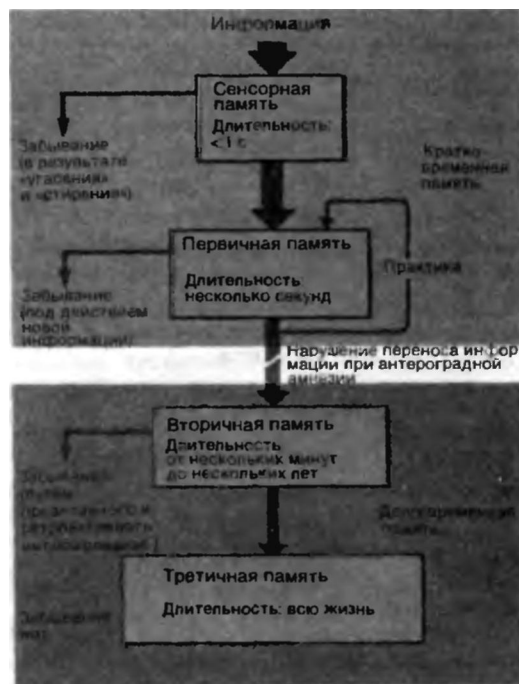 Информация
Сенсорная
память
Длительность:
< 1 с
Забывание
(в результате
«угасания»
и «стирания»)
Кратко-
временная
память
Первичная память
Длительность:
несколько секунд
Практика
Забывание
(под действием
новой
информации)
Нарушение переноса инфор-
мации при антероградной
амнезии
Вторичная память
Длительность
от нескольких минут
до нескольких лет
Забывание
(путем
Долговременная
память
Третичная память
Длительность: всю жизнь
Забывания
нет